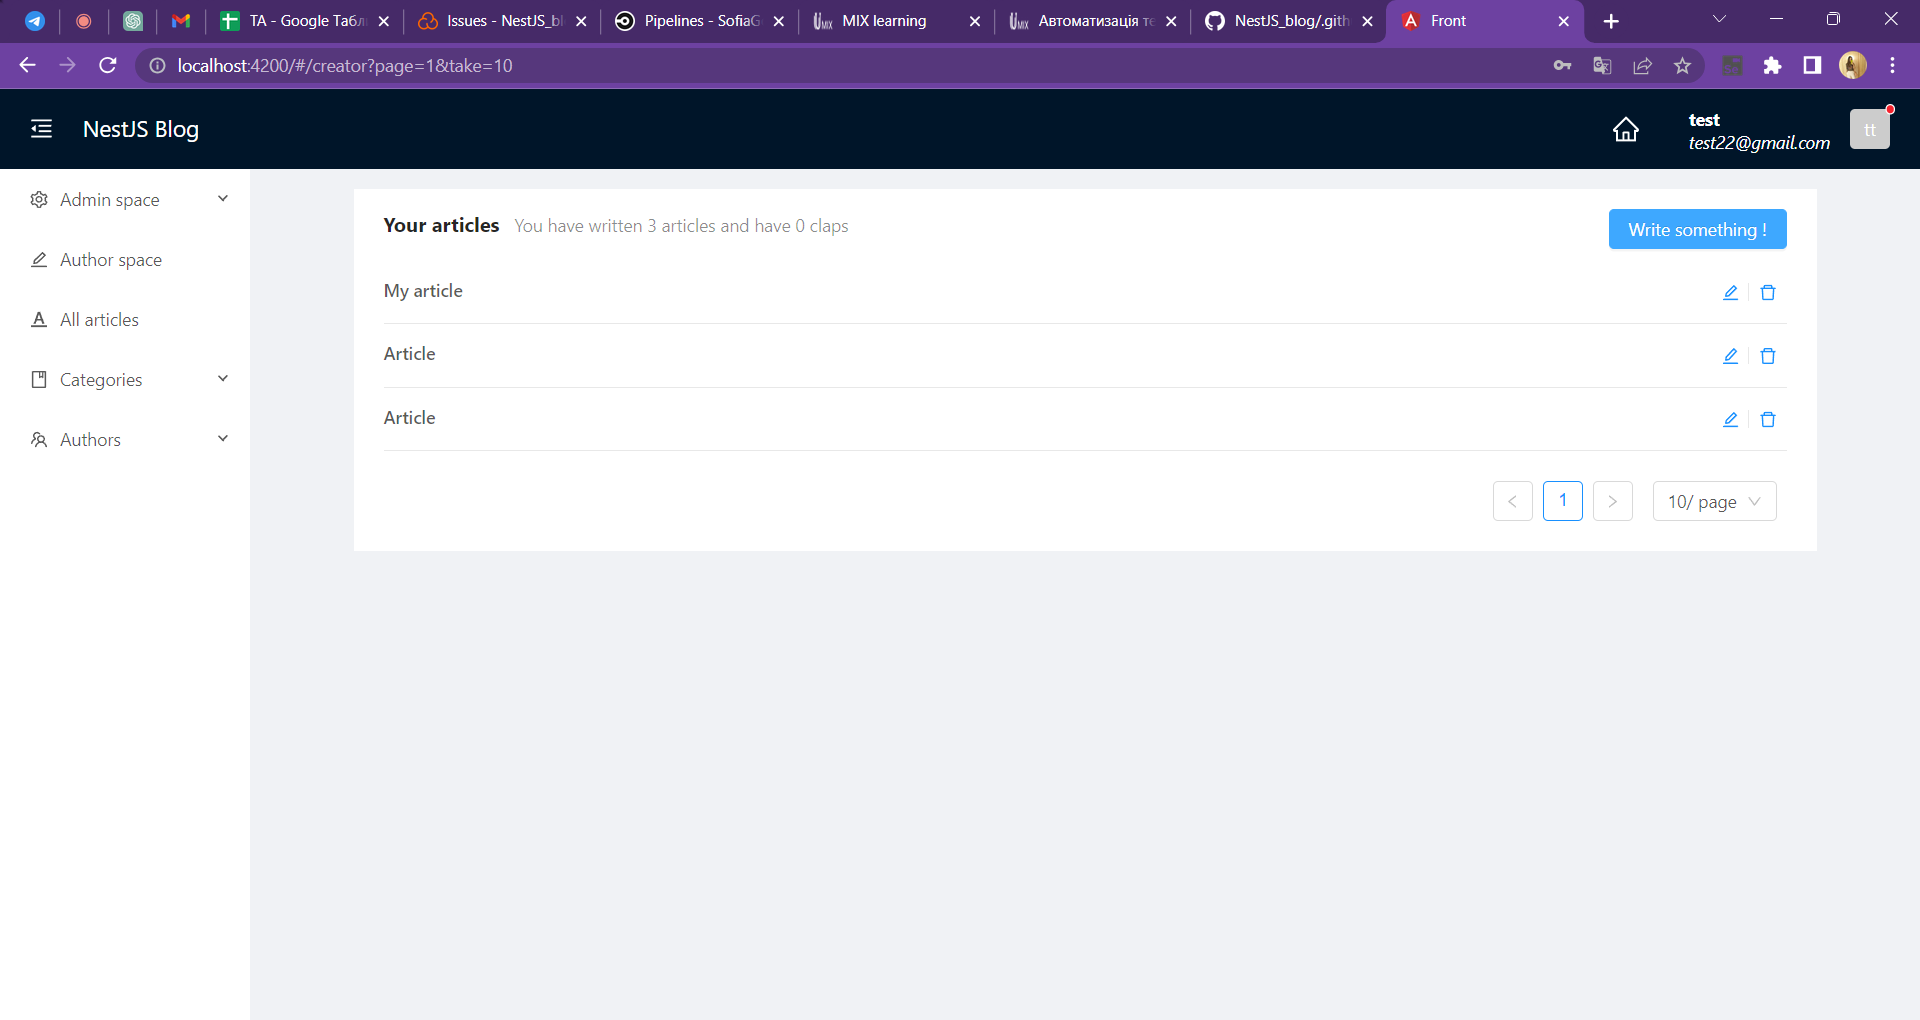 TA - Google Табл
Issues - NestJS_bl
Pipelines - SofiaG
MIX learning
Автоматизація те
NestJS_blog/.gith
Front
localhost:4200/#/creator?page=1&take=10
NestJS Blog
test
test22@gmail.com
tt
Admin space
Author space
All articles
Categories
Authors
Your articles You have written 3 articles and have 0 claps
Write something !
My article
Article
Article
< 1 > 10/ page